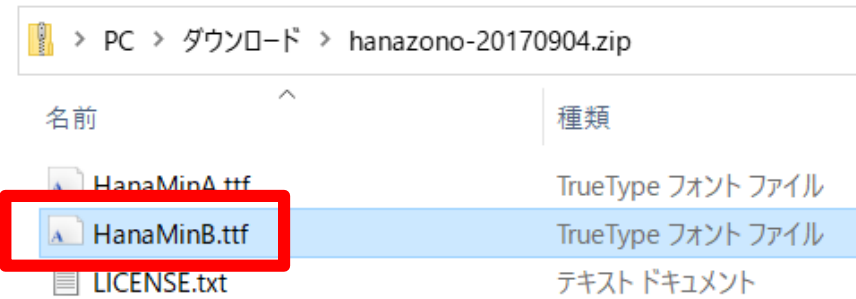 PC > ダウンロード > hanazono-20170904.zip
名前 種類
HanaMinA.ttf TrueType フォント ファイル
HanaMinB.ttf TrueType フォント ファイル
LICENSE.txt テキスト ドキュメント